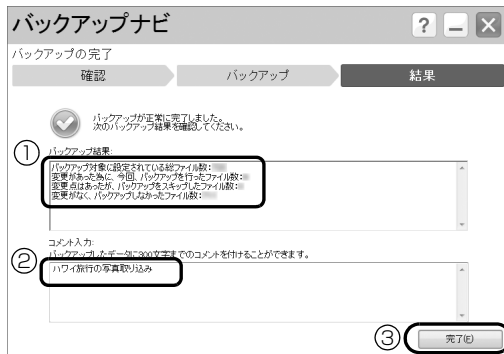 バックアップナビ
?
バックアップの完了
確認
バックアップ
結果
バックアップが正常に完了しました。
次のバックアップ結果を確認してください。
①
バックアップ結果:
バックアップ対象に設定されている総ファイル数:
変更があった為に、今回、バックアップを行ったファイル数:
変更点はあったが、バックアップをスキップしたファイル数:
変更がなく、バックアップしなかったファイル数:
コメント入力:
バックアップしたデータに300文字までのコメントを付けることができます。
②
ハワイ旅行の写真取り込み
③
完了(F)